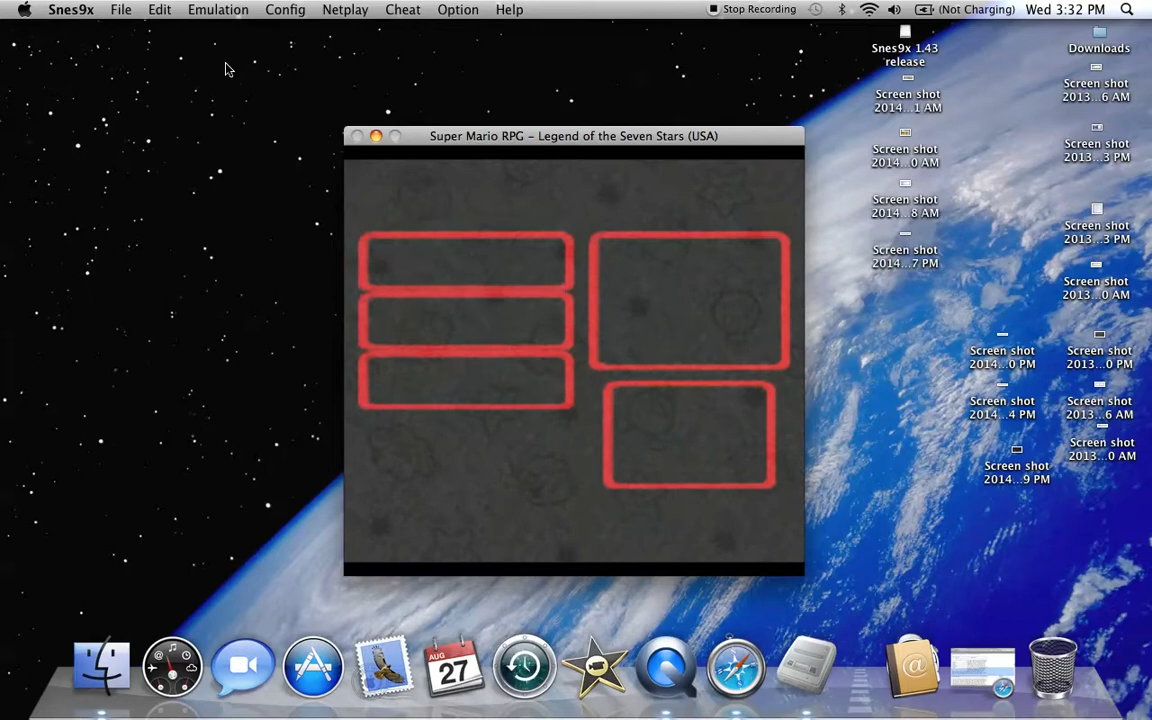 Snes9x File Edit Emulation Config Netplay Cheat Option Help Stop Recording (Not Charging) Wed 3:32 PM
Snes9x 1.43
release
Downloads
Screen shot
2014...1 AM
Screen shot
2013...6 AM
Super Mario RPG – Legend of the Seven Stars (USA)
Screen shot
2014...0 AM
Screen shot
2013...3 PM
Screen shot
2014...8 AM
Screen shot
2013...3 PM
Screen shot
2014...7 PM
Screen shot
2013...0 AM
Screen shot
2014...0 PM
Screen shot
2013...0 PM
Screen shot
2014...4 PM
Screen shot
2013...6 AM
Screen shot
2013...0 AM
Screen shot
2014...9 PM
AUG
27